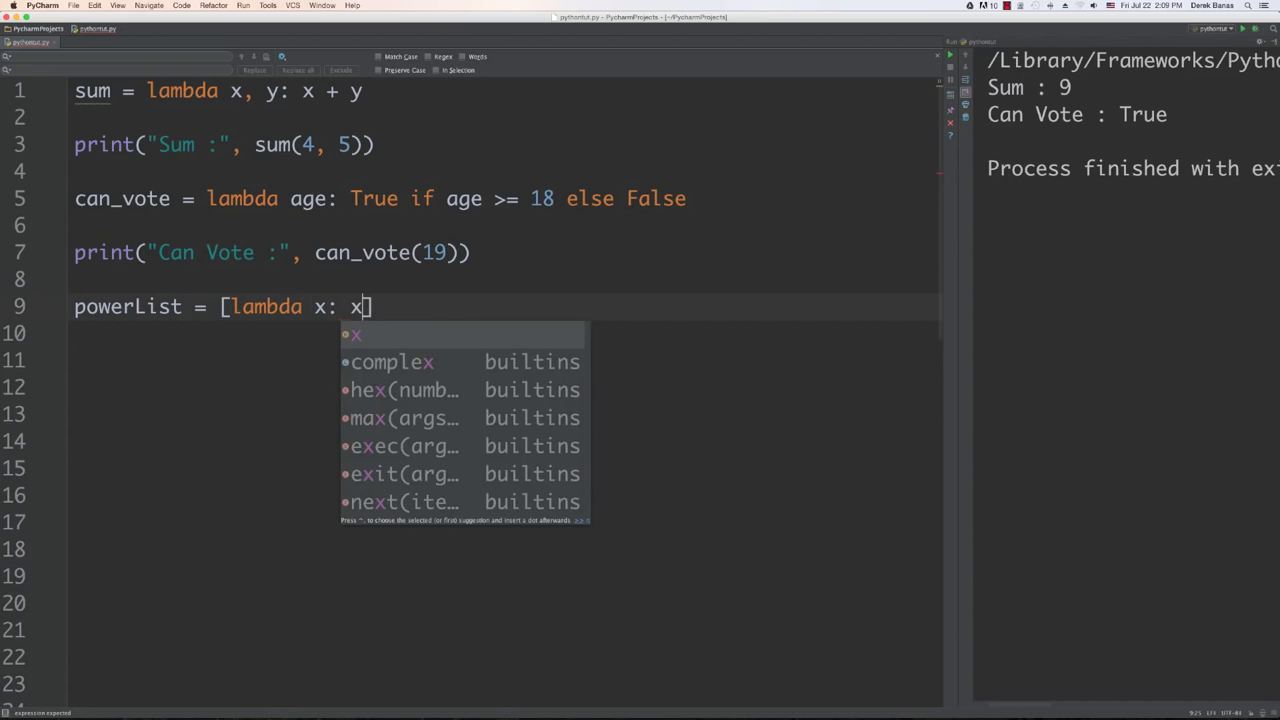 PyCharm File Edit View Navigate Code Refactor Run Tools VCS Window Help 10 Fri Jul 22 2:09 PM Derek Banas
pythontut.py - PycharmProjects - [~/PycharmProjects]
PycharmProjects pythontut.py pythontut
pythontut.py Run pythontut
Match Case Regex Words
Replace Replace all Exclude Preserve Case In Selection
1 sum = lambda x, y: x + y
2
3 print("Sum :", sum(4, 5))
4
5 can_vote = lambda age: True if age >= 18 else False
6
7 print("Can Vote :", can_vote(19))
8
9 powerList = [lambda x: x]
10
11
12
13
14
15
16
17
18
19
20
21
22
23
x
complex builtins
hex(numb… builtins
max(args… builtins
exec(arg… builtins
exit(arg… builtins
next(ite… builtins
Press ^. to choose the selected (or first) suggestion and insert a dot afterwards >>
/Library/Frameworks/Pytho
Sum : 9
Can Vote : True
Process finished with exi
expression expected 9:25 LF≠ UTF-8≠